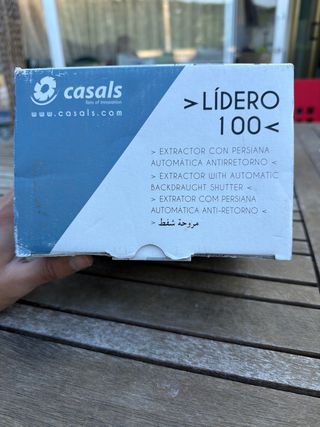 casals
fans of innovation
www.casals.com
>LÍDERO
100<
> EXTRACTOR CON PERSIANA
AUTOMÁTICA ANTIRRETORNO <
> EXTRACTOR WITH AUTOMATIC
BACKDRAUGHT SHUTTER <
> EXTRATOR COM PERSIANA
AUTOMÁTICA ANTI-RETORNO <
> مروحة شفط <